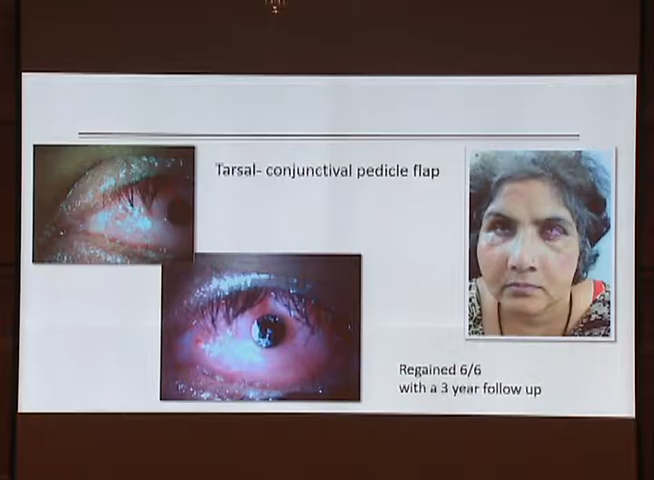 Tarsal- conjunctival pedicle flap
Regained 6/6
with a 3 year follow up